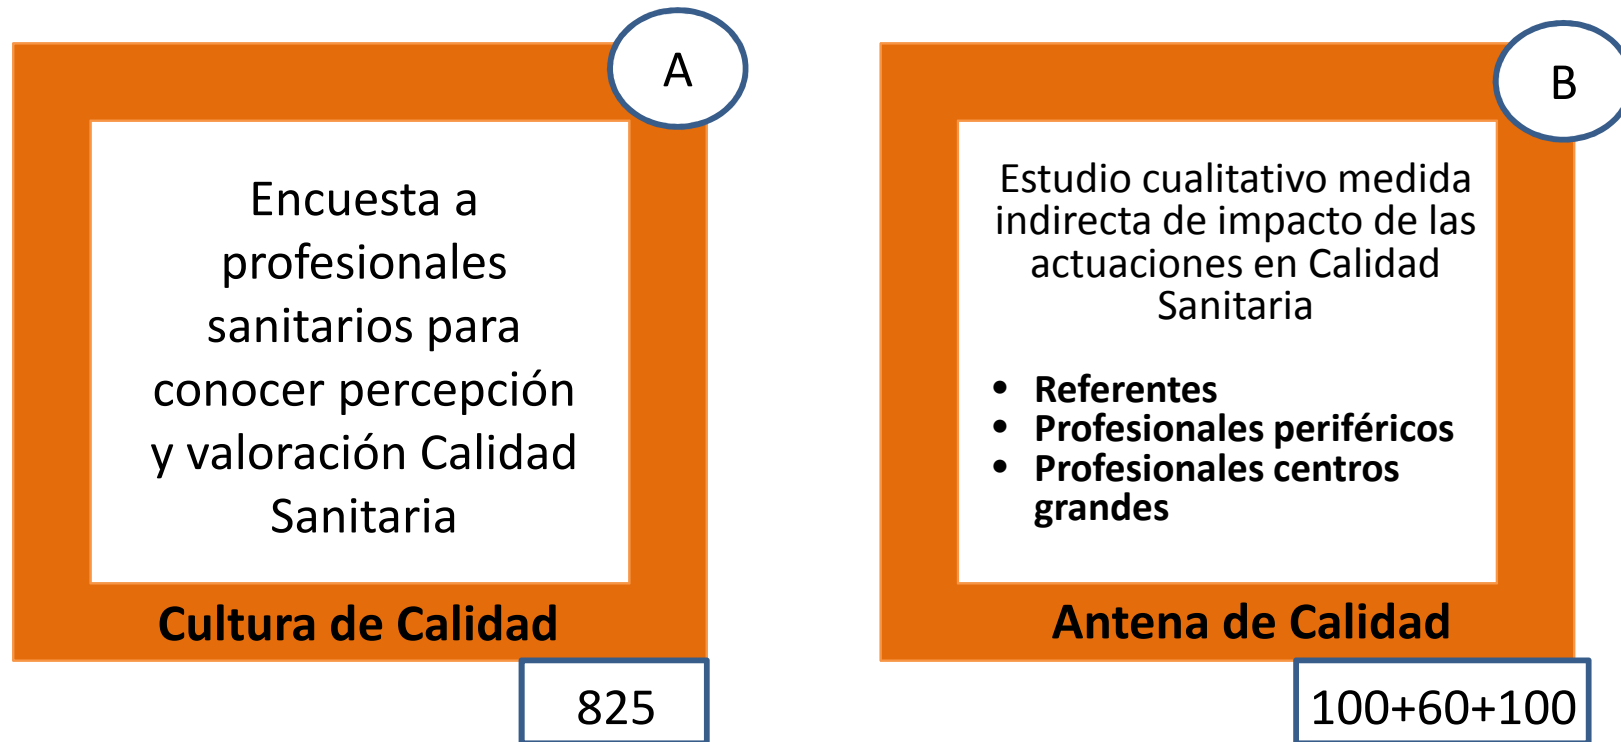 A
Encuesta a
profesionales
sanitarios para
conocer percepción
y valoración Calidad
Sanitaria
Cultura de Calidad
825
B
Estudio cualitativo medida
indirecta de impacto de las
actuaciones en Calidad
Sanitaria
• Referentes
• Profesionales periféricos
• Profesionales centros
grandes
Antena de Calidad
100+60+100